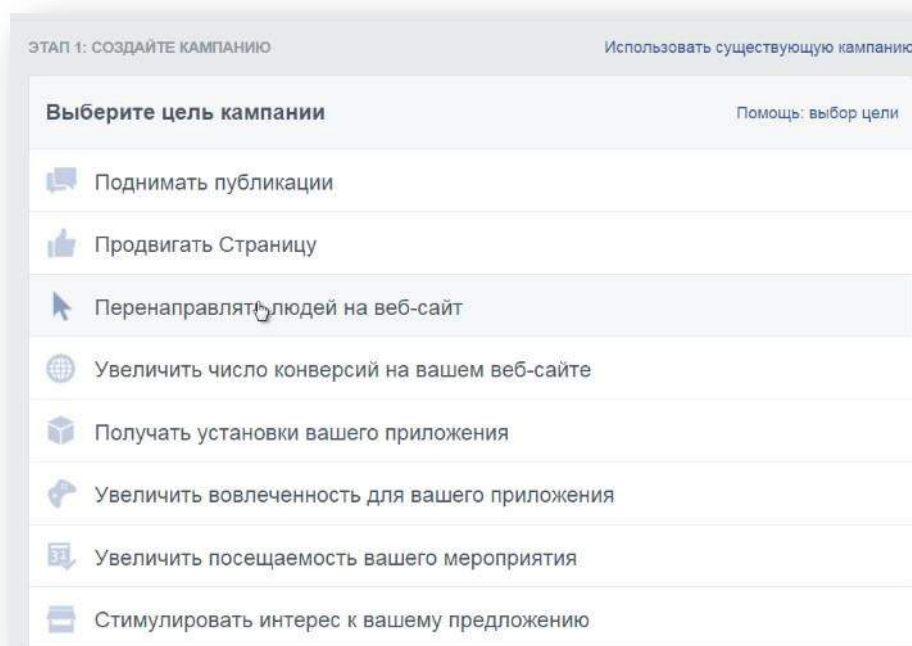 ЭТАП 1: СОЗДАЙТЕ КАМПАНИЮ
Использовать существующую кампанию
Выберите цель кампании
Помощь: выбор цели
Поднимать публикации
Продвигать Страницу
Перенаправлять людей на веб-сайт
Увеличить число конверсий на вашем веб-сайте
Получать установки вашего приложения
Увеличить вовлеченность для вашего приложения
Увеличить посещаемость вашего мероприятия
Стимулировать интерес к вашему предложению